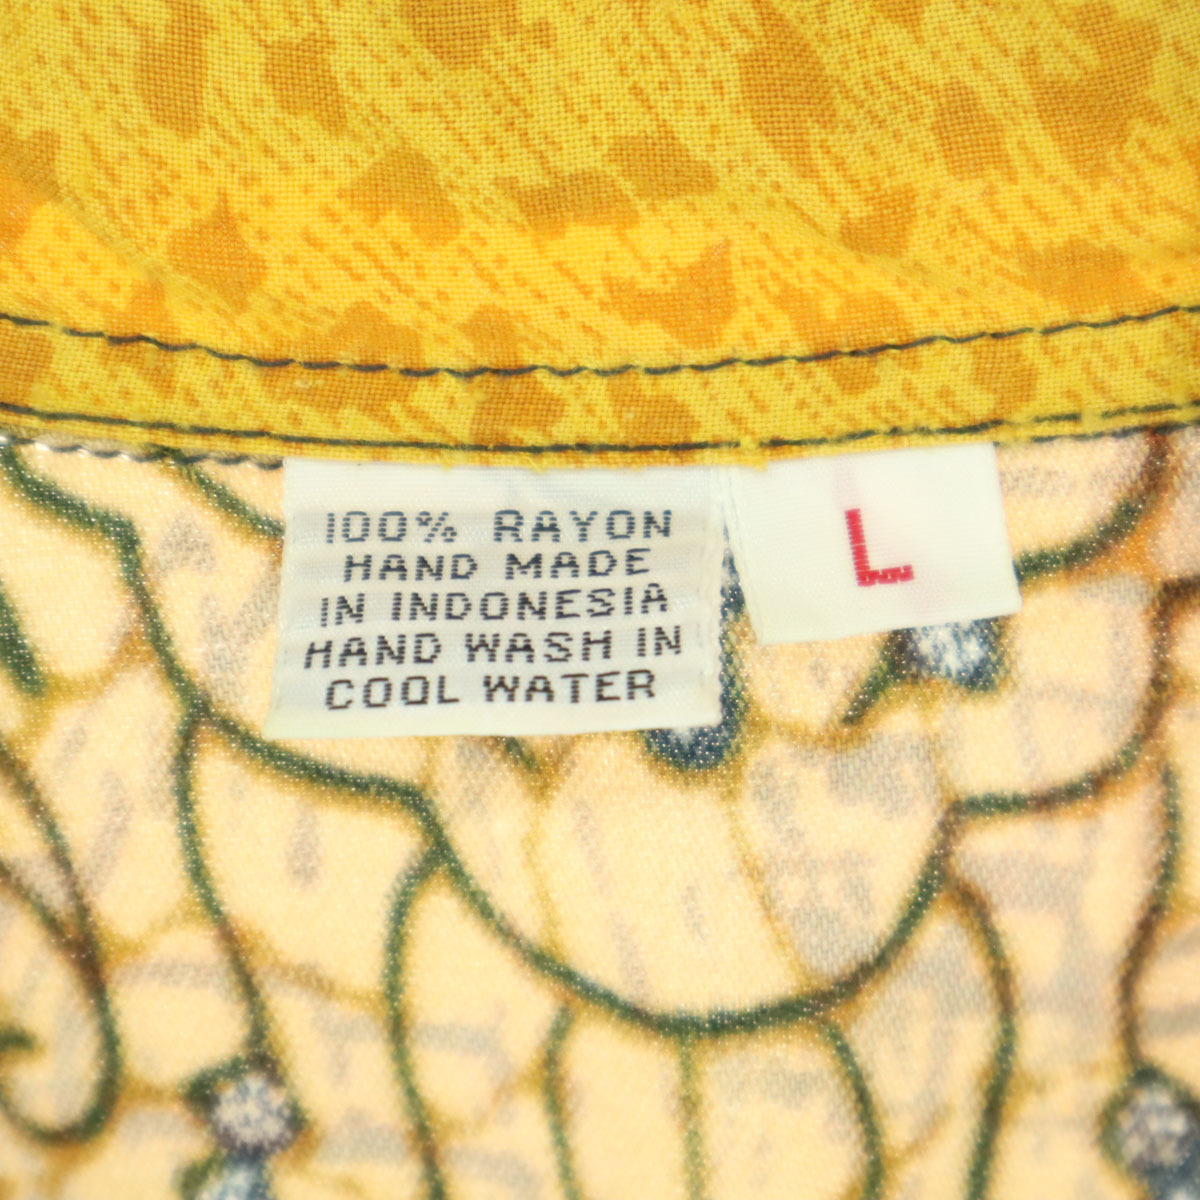 100% RAYON
HAND MADE
IN INDONESIA
HAND WASH IN
COOL WATER
L